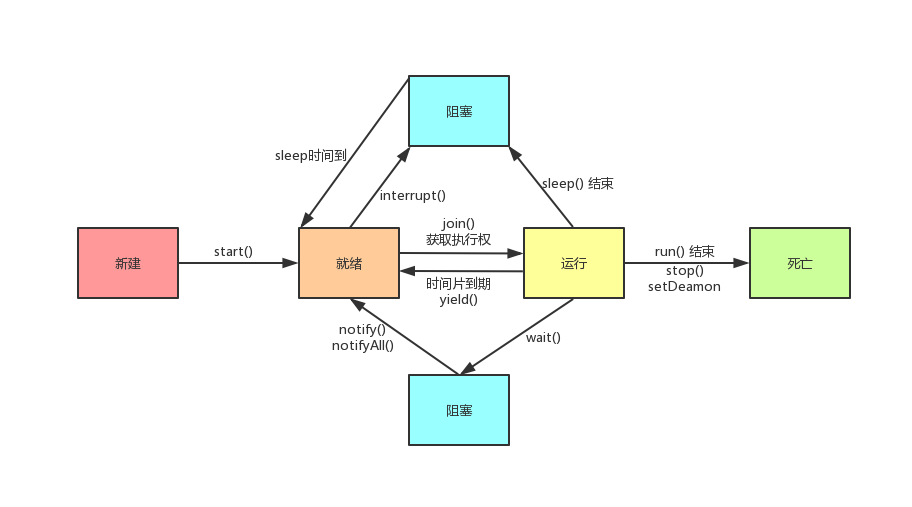 阻塞
sleep时间到
interrupt()
sleep() 结束
新建
start()
就绪
join()
获取执行权
时间片到期
yield()
运行
run() 结束
stop()
setDeamon
死亡
notify()
notifyAll()
wait()
阻塞